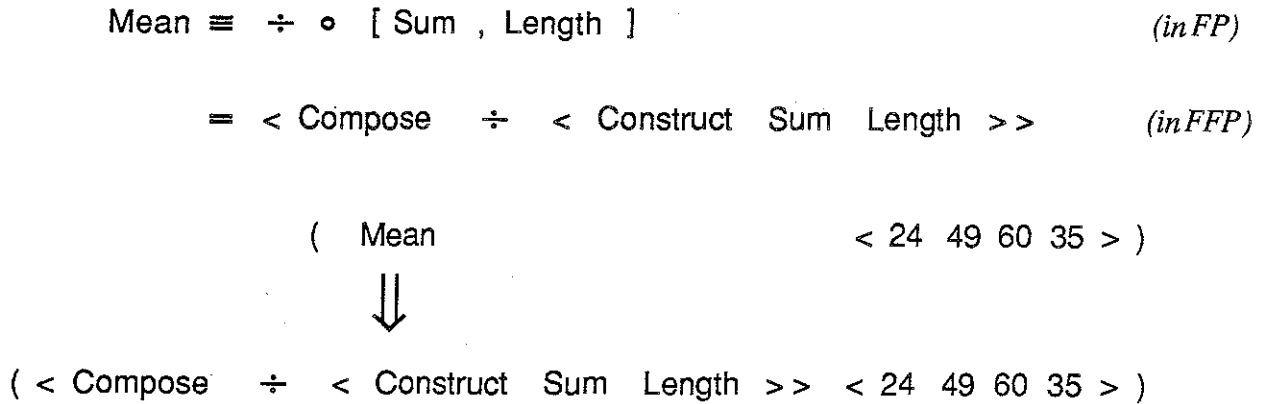 Mean ≡ ÷ ∘ [ Sum , Length ] (in FP)
= < Compose ÷ < Construct Sum Length > > (in FFP)
( Mean < 24 49 60 35 > )
⇓
( < Compose ÷ < Construct Sum Length > > < 24 49 60 35 > )